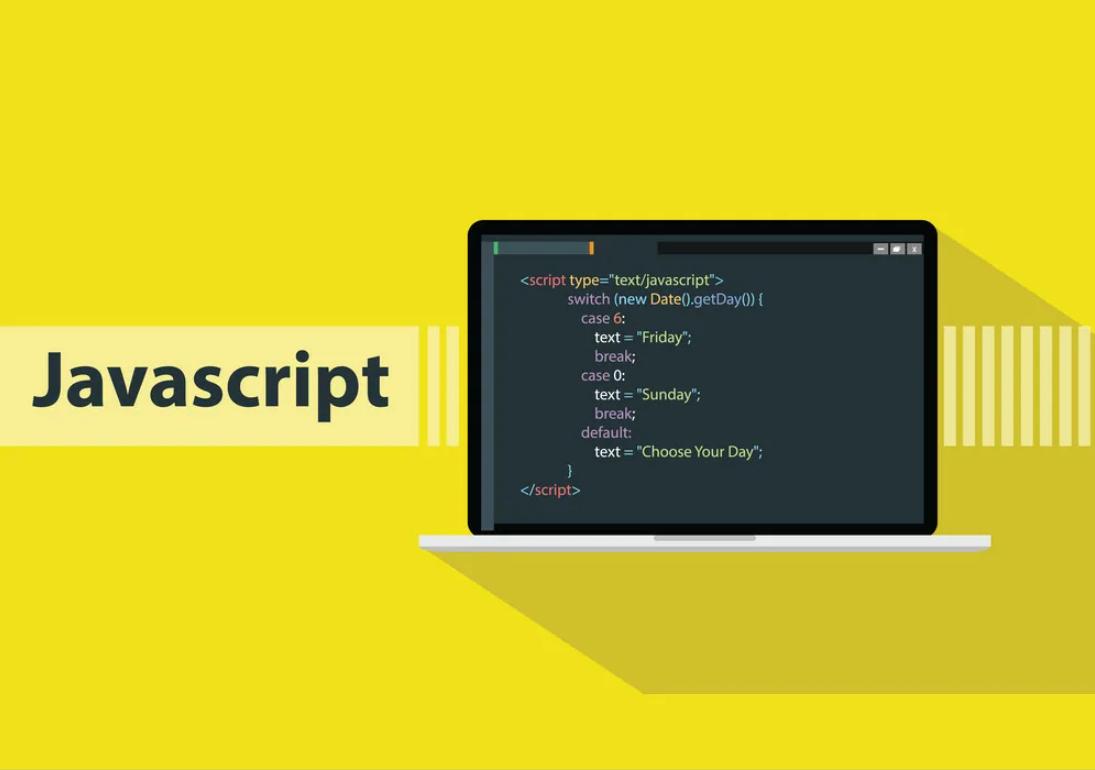 Javascript
<script type="text/javascript">
switch (new Date().getDay()) {
case 6:
text = "Friday";
break;
case 0:
text = "Sunday";
break;
default:
text = "Choose Your Day";
}
</script>